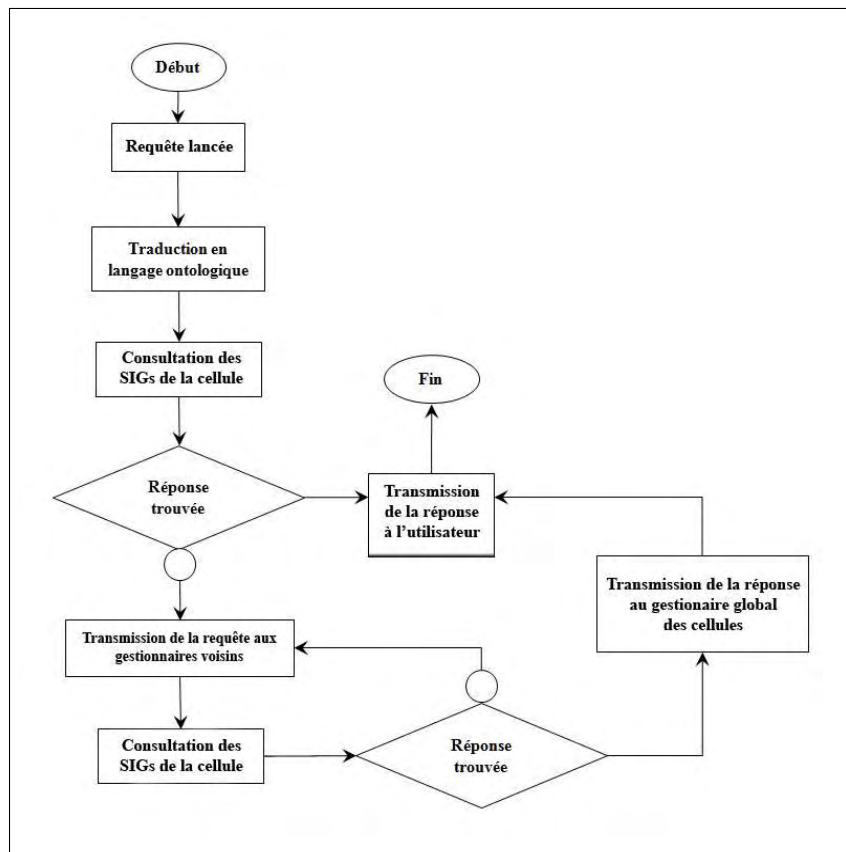 Début
Requête lancée
Traduction en
langage ontologique
Consultation des
SIGs de la cellule
Fin
Réponse
trouvée
Transmission
de la réponse
à l'utilisateur
Transmission de la réponse
au gestionaire global
des cellules
Transmission de la requête aux
gestionnaires voisins
Consultation des
SIGs de la cellule
Réponse
trouvée